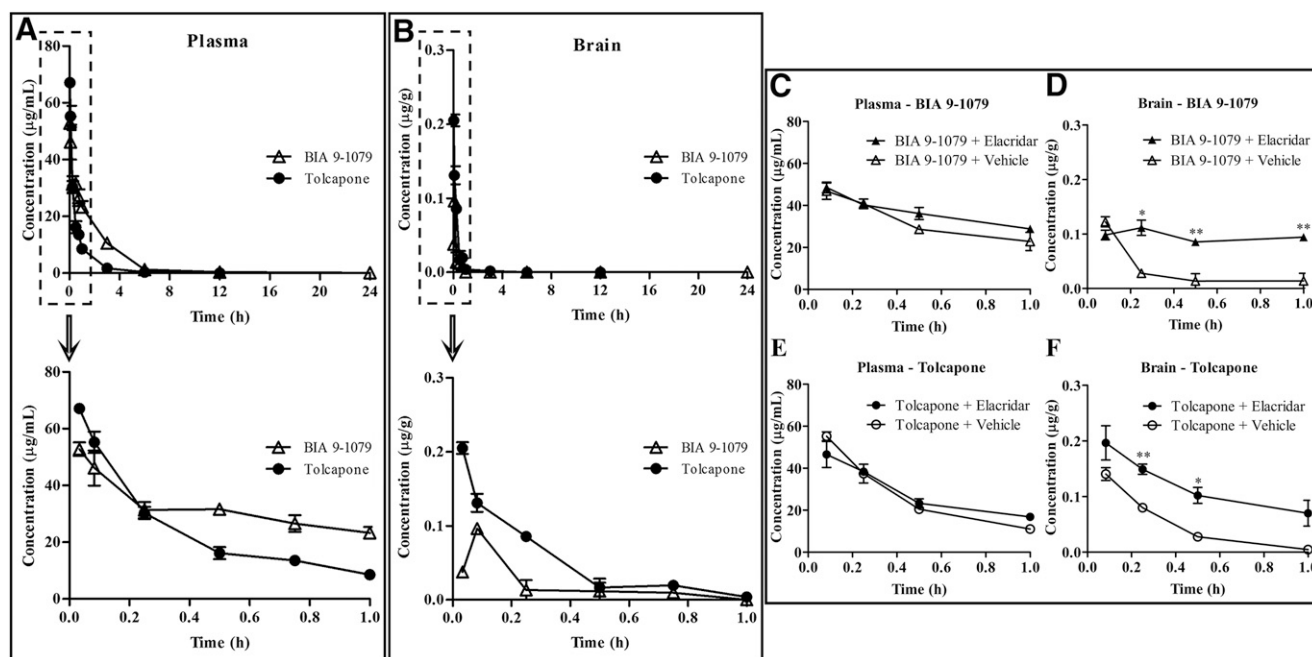 A
Plasma
Concentration (µg/mL)
80
60
40
20
0
0
4
8
12
16
20
24
Time (h)
BIA 9-1079
Tolcapone
Concentration (µg/mL)
80
60
40
20
0
0.0
0.2
0.4
0.6
0.8
1.0
Time (h)
BIA 9-1079
Tolcapone
B
Brain
Concentration (µg/g)
0.3
0.2
0.1
0.0
0
4
8
12
16
20
24
Time (h)
BIA 9-1079
Tolcapone
Concentration (µg/g)
0.3
0.2
0.1
0.0
0.0
0.2
0.4
0.6
0.8
1.0
Time (h)
BIA 9-1079
Tolcapone
C
Plasma - BIA 9-1079
BIA 9-1079 + Elacridar
BIA 9-1079 + Vehicle
Concentration (µg/mL)
80
60
40
20
0
0.0
0.2
0.4
0.6
0.8
1.0
Time (h)
D
Brain - BIA 9-1079
BIA 9-1079 + Elacridar
BIA 9-1079 + Vehicle
Concentration (µg/g)
0.3
0.2
0.1
0.0
*
**
**
0.0
0.2
0.4
0.6
0.8
1.0
Time (h)
E
Plasma - Tolcapone
Tolcapone + Elacridar
Tolcapone + Vehicle
Concentration (µg/mL)
80
60
40
20
0
0.0
0.2
0.4
0.6
0.8
1.0
Time (h)
F
Brain - Tolcapone
Tolcapone + Elacridar
Tolcapone + Vehicle
Concentration (µg/g)
0.3
0.2
0.1
0.0
**
*
0.0
0.2
0.4
0.6
0.8
1.0
Time (h)